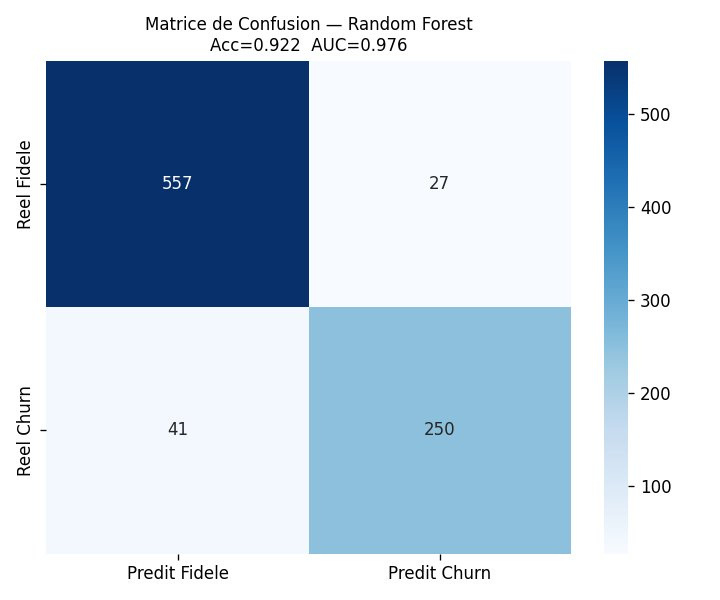 Matrice de Confusion — Random Forest
Acc=0.922  AUC=0.976
Reel Fidele
557
27
Reel Churn
41
250
Predit Fidele
Predit Churn
500
400
300
200
100